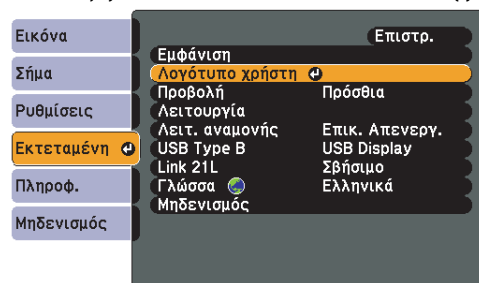 Εικόνα
Σήμα
Ρυθμίσεις
Εκτεταμένη
Πληροφ.
Μηδενισμός
Επιστρ.
Εμφάνιση
Λογότυπο χρήστη
Προβολή Πρόσθια
Λειτουργία
Λειτ. αναμονής Επικ. Απενεργ.
USB Type B USB Display
Link 21L Σβήσιμο
Γλώσσα Ελληνικά
Μηδενισμός